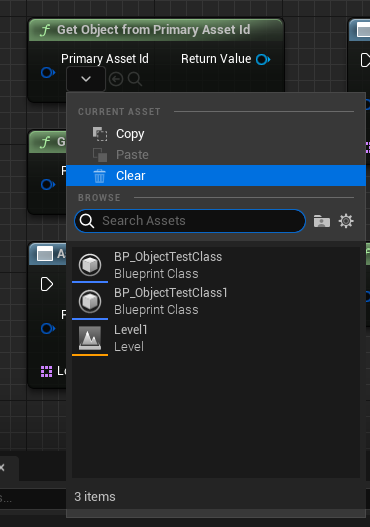 Get Object from Primary Asset Id
Primary Asset Id
Return Value
CURRENT ASSET
Copy
Paste
Clear
BROWSE
Search Assets
BP_ObjectTestClass
Blueprint Class
BP_ObjectTestClass1
Blueprint Class
Level1
Level
3 items